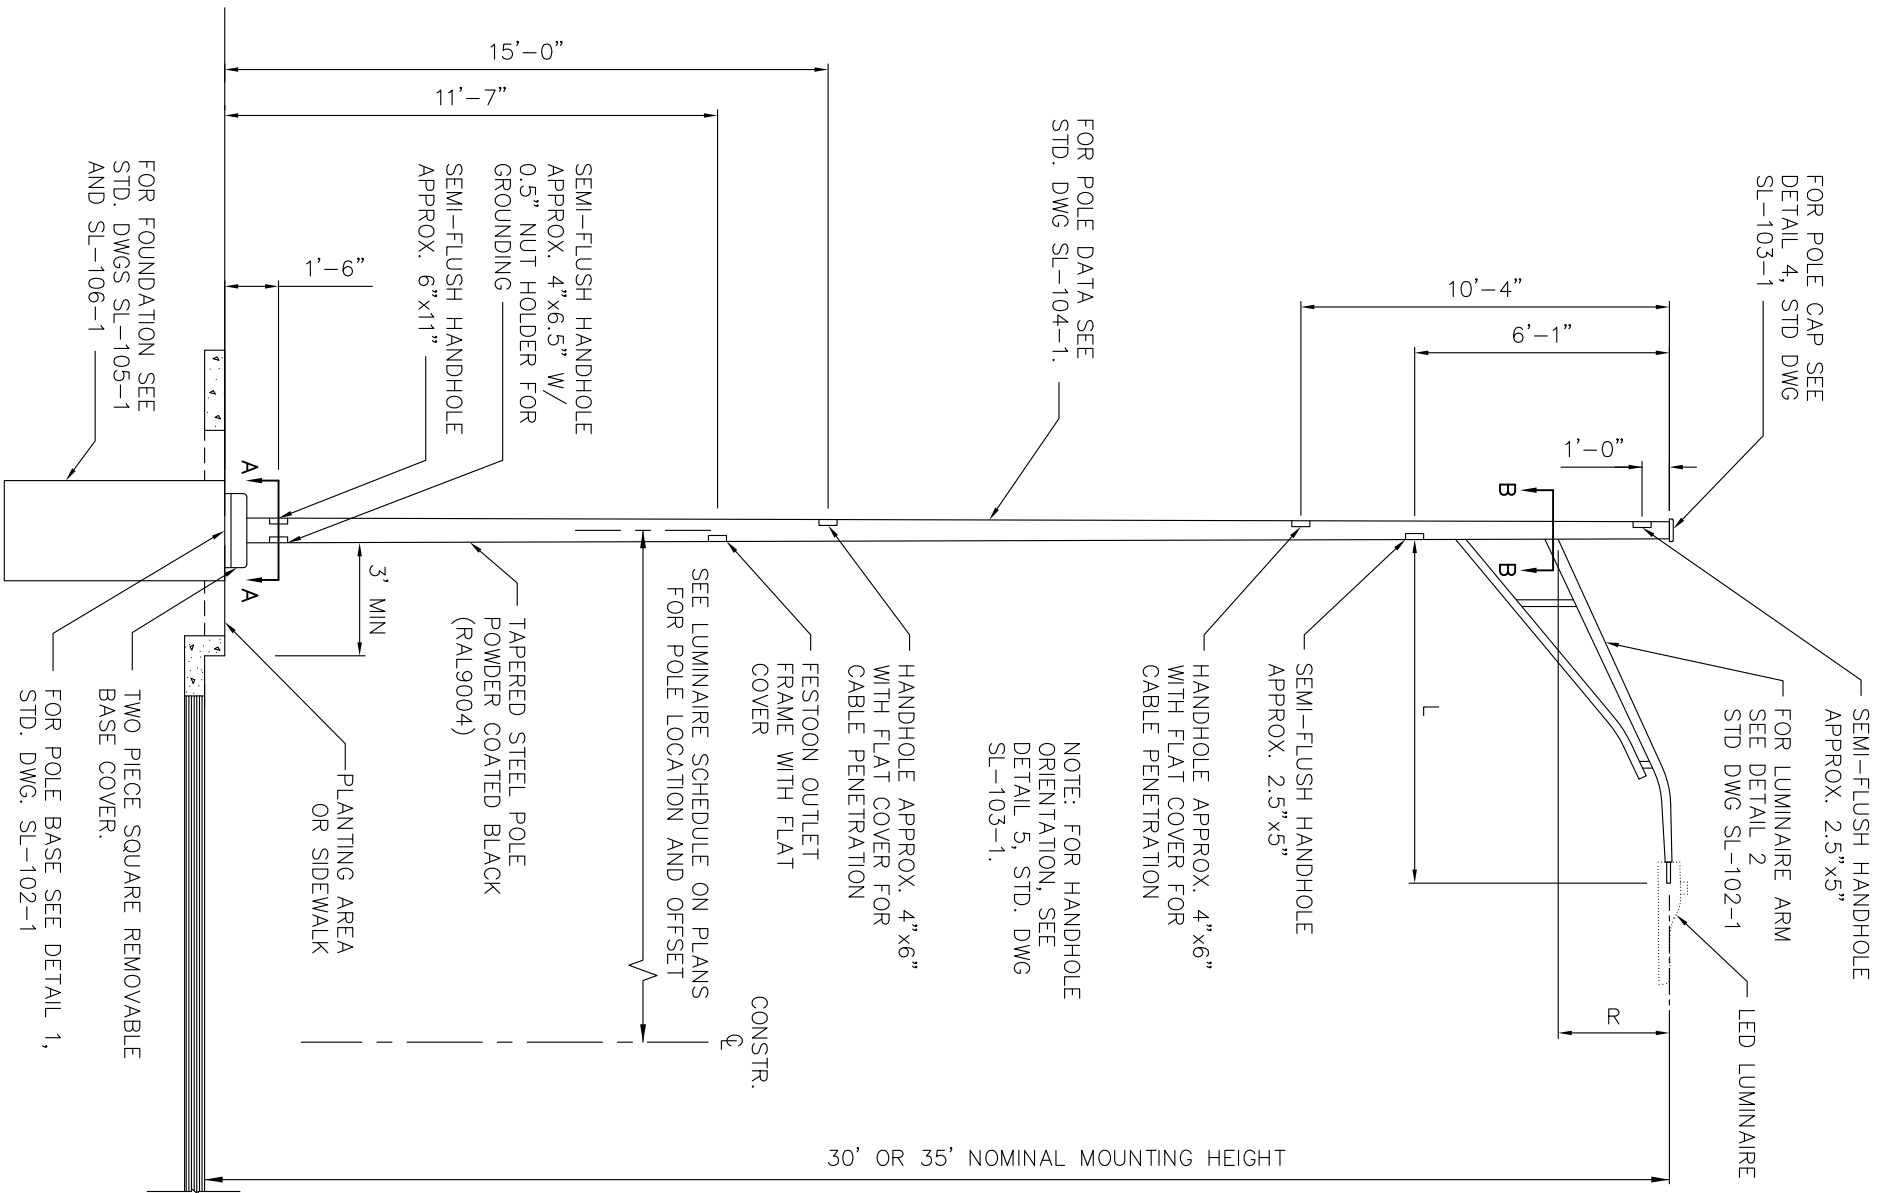 FOR POLE CAP SEE
DETAIL 4, STD DWG
SL-103-1
1'-0"
6'-1"
10'-4"
SEMI-FLUSH HANDHOLE
APPROX. 2.5"x5"
LED LUMINAIRE
FOR LUMINAIRE ARM
SEE DETAIL 2
STD DWG SL-102-1
R
B
B
L
SEMI-FLUSH HANDHOLE
APPROX. 2.5"x5"
HANDHOLE APPROX. 4"x6"
WITH FLAT COVER FOR
CABLE PENETRATION
FOR POLE DATA SEE
STD. DWG SL-104-1.
NOTE: FOR HANDHOLE
ORIENTATION, SEE
DETAIL 5, STD. DWG
SL-103-1.
HANDHOLE APPROX. 4"x6"
WITH FLAT COVER FOR
CABLE PENETRATION
FESTOON OUTLET
FRAME WITH FLAT
COVER
CONSTR.
CL
SEE LUMINAIRE SCHEDULE ON PLANS
FOR POLE LOCATION AND OFFSET
15'-0"
11'-7"
SEMI-FLUSH HANDHOLE
APPROX. 4"x6.5" W/
0.5" NUT HOLDER FOR
GROUNDING
SEMI-FLUSH HANDHOLE
APPROX. 6"x11"
TAPERED STEEL POLE
POWDER COATED BLACK
(RAL9004)
1'-6"
3' MIN
A
A
PLANTING AREA
OR SIDEWALK
FOR FOUNDATION SEE
STD. DWGS SL-105-1
AND SL-106-1
TWO PIECE SQUARE REMOVABLE
BASE COVER.
FOR POLE BASE SEE DETAIL 1,
STD. DWG. SL-102-1
30' OR 35' NOMINAL MOUNTING HEIGHT